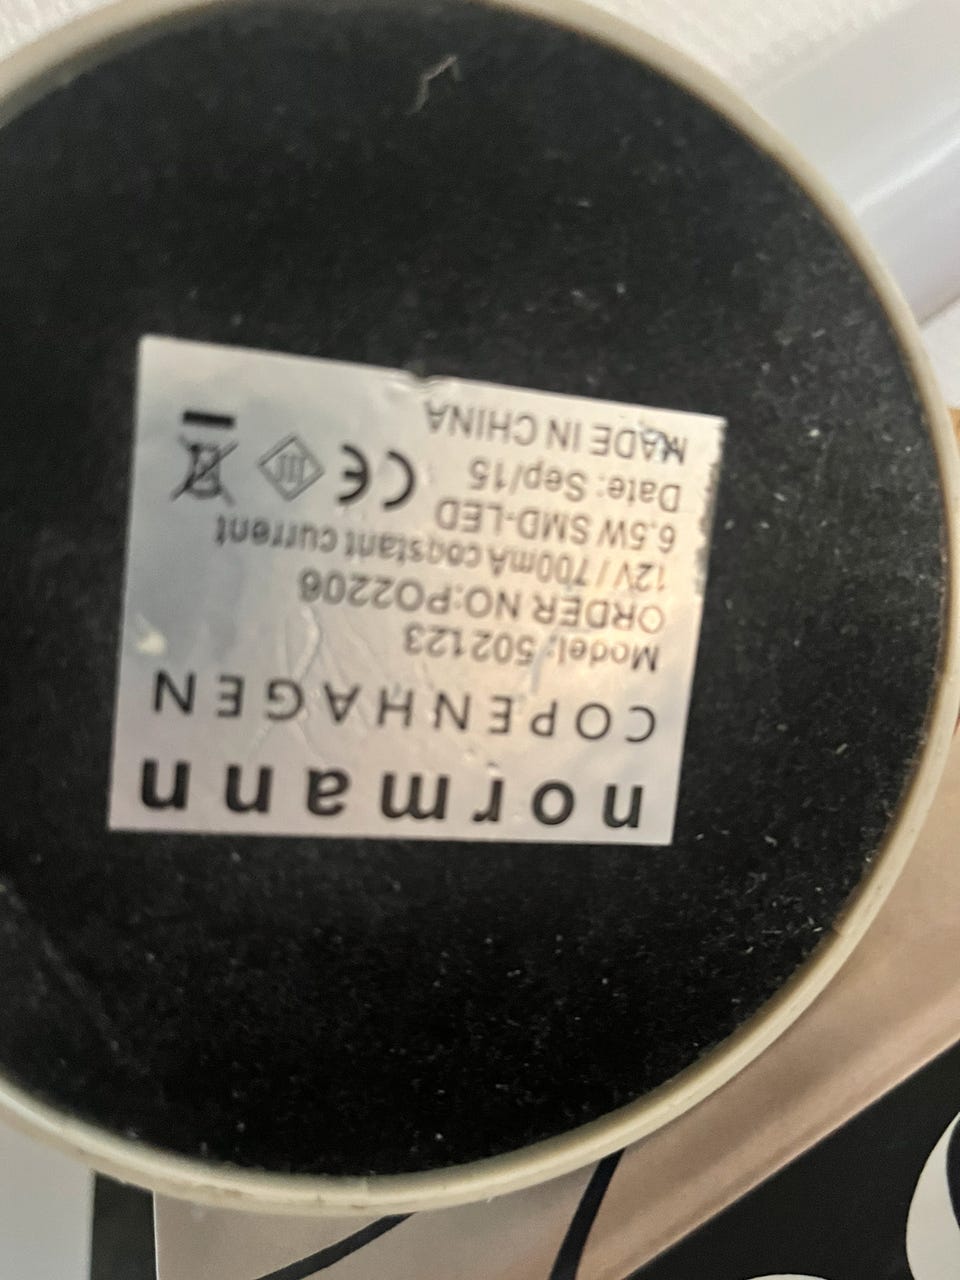 normann
COPENHAGEN
Model: 502123
ORDER NO:PO2206
12V / 700mA constant current
6.5W SMD-LED
Date: Sep/15
MADE IN CHINA
CE
III